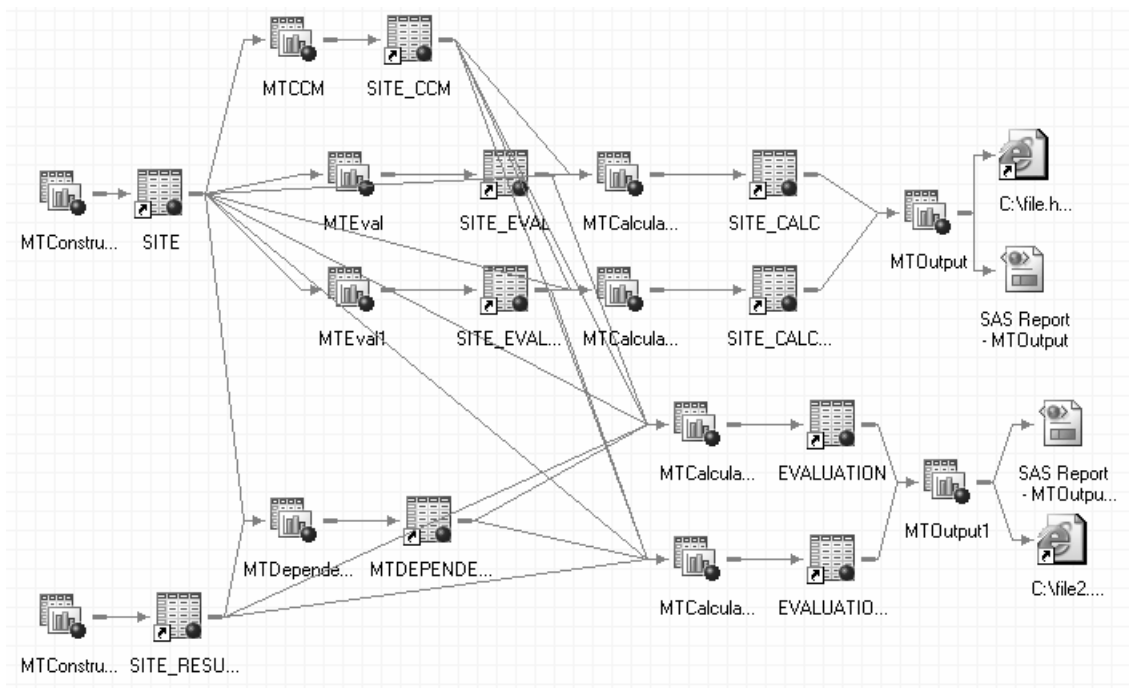 MTCCM
SITE_CCM
MTConstru...
SITE
MTEval
SITE_EVAL
MTCalcula...
SITE_CALC
MTOutput
C:\file.h...
SAS Report
- MTOutput
MTEval1
SITE_EVAL...
MTCalcula...
SITE_CALC...
MTCalcula...
EVALUATION
MTOutput1
SAS Report
- MTOutpu...
C:\file2....
MTDepende...
MTDEPENDE...
MTCalcula...
EVALUATIO...
MTConstru...
SITE_RESU...